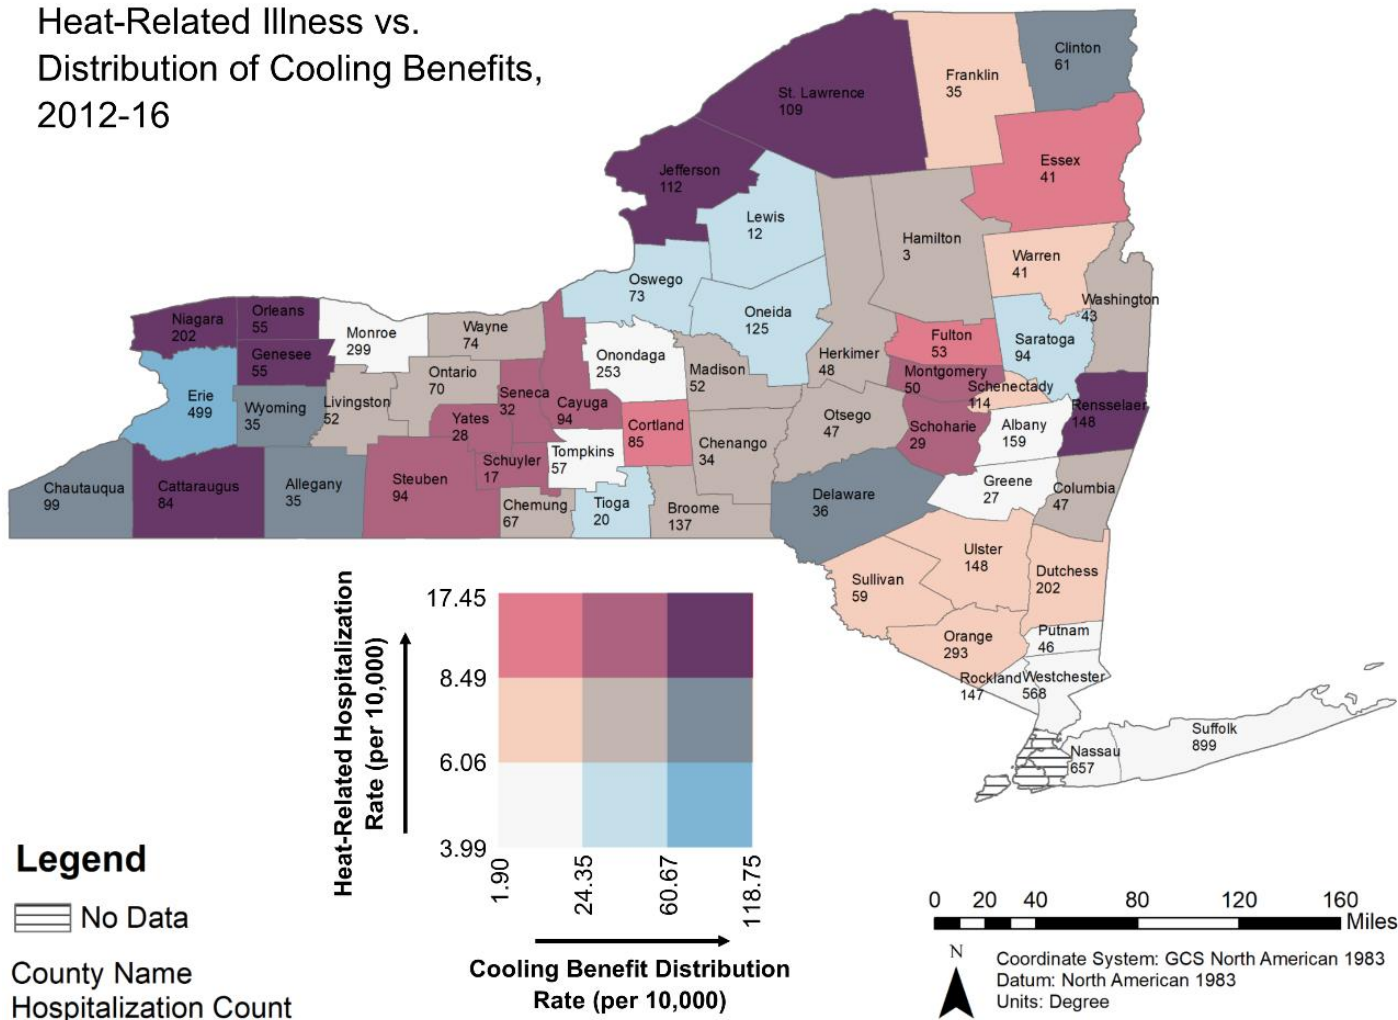 Heat-Related Illness vs.
Distribution of Cooling Benefits,
2012-16
Clinton
61
Franklin
35
St. Lawrence
109
Essex
41
Jefferson
112
Lewis
12
Hamilton
3
Warren
41
Washington
43
Oswego
73
Oneida
125
Herkimer
48
Fulton
53
Saratoga
94
Montgomery
50
Schenectady
114
Niagara
202
Orleans
55
Monroe
299
Wayne
74
Genesee
55
Onondaga
253
Madison
52
Ontario
70
Erie
499
Wyoming
35
Livingston
52
Seneca
32
Cayuga
94
Yates
28
Cortland
85
Otsego
47
Schoharie
29
Albany
159
Rensselaer
148
Chenango
34
Tompkins
57
Schuyler
17
Steuben
94
Chautauqua
99
Cattaraugus
84
Allegany
35
Chemung
67
Tioga
20
Broome
137
Delaware
36
Greene
27
Columbia
47
Ulster
148
Sullivan
59
Dutchess
202
Orange
293
Putnam
46
Rockland
147
Westchester
568
Nassau
657
Suffolk
899
Heat-Related Hospitalization
Rate (per 10,000)
17.45
8.49
6.06
3.99
1.90
24.35
60.67
118.75
Cooling Benefit Distribution
Rate (per 10,000)
Legend
No Data
County Name
Hospitalization Count
0 20 40 80 120 160
Miles
N
Coordinate System: GCS North American 1983
Datum: North American 1983
Units: Degree